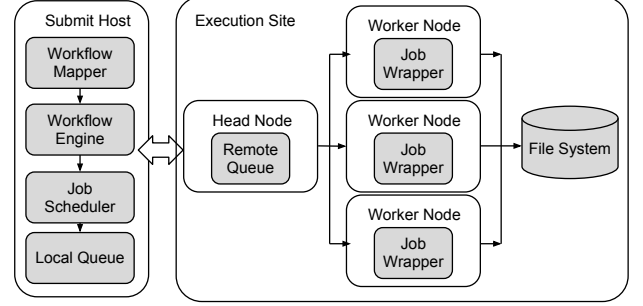 Submit Host
Workflow
Mapper
Workflow
Engine
Job
Scheduler
Local Queue
Execution Site
Head Node
Remote
Queue
Worker Node
Job
Wrapper
Worker Node
Job
Wrapper
Worker Node
Job
Wrapper
File System